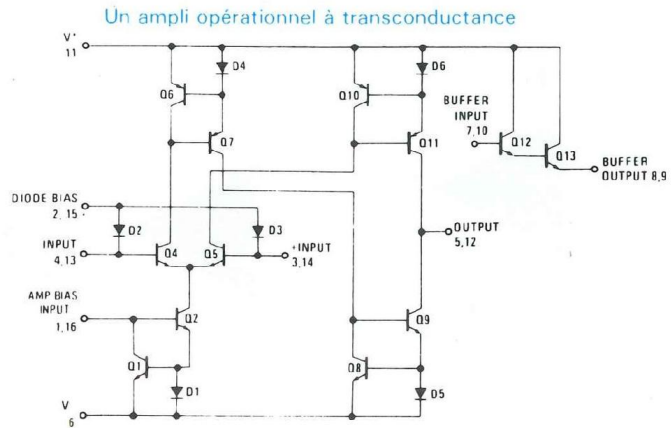 Un ampli opérationnel à transconductance
V+
11
D4
D6
Q6
Q10
BUFFER
INPUT
7,10
Q12
Q7
Q11
Q13
BUFFER
OUTPUT 8,9
DIODE BIAS
2, 15
D2
D3
INPUT
4,13
Q4
Q5
+INPUT
3,14
OUTPUT
5,12
AMP BIAS
INPUT
1,16
Q2
Q9
Q1
Q8
D1
D5
V
6